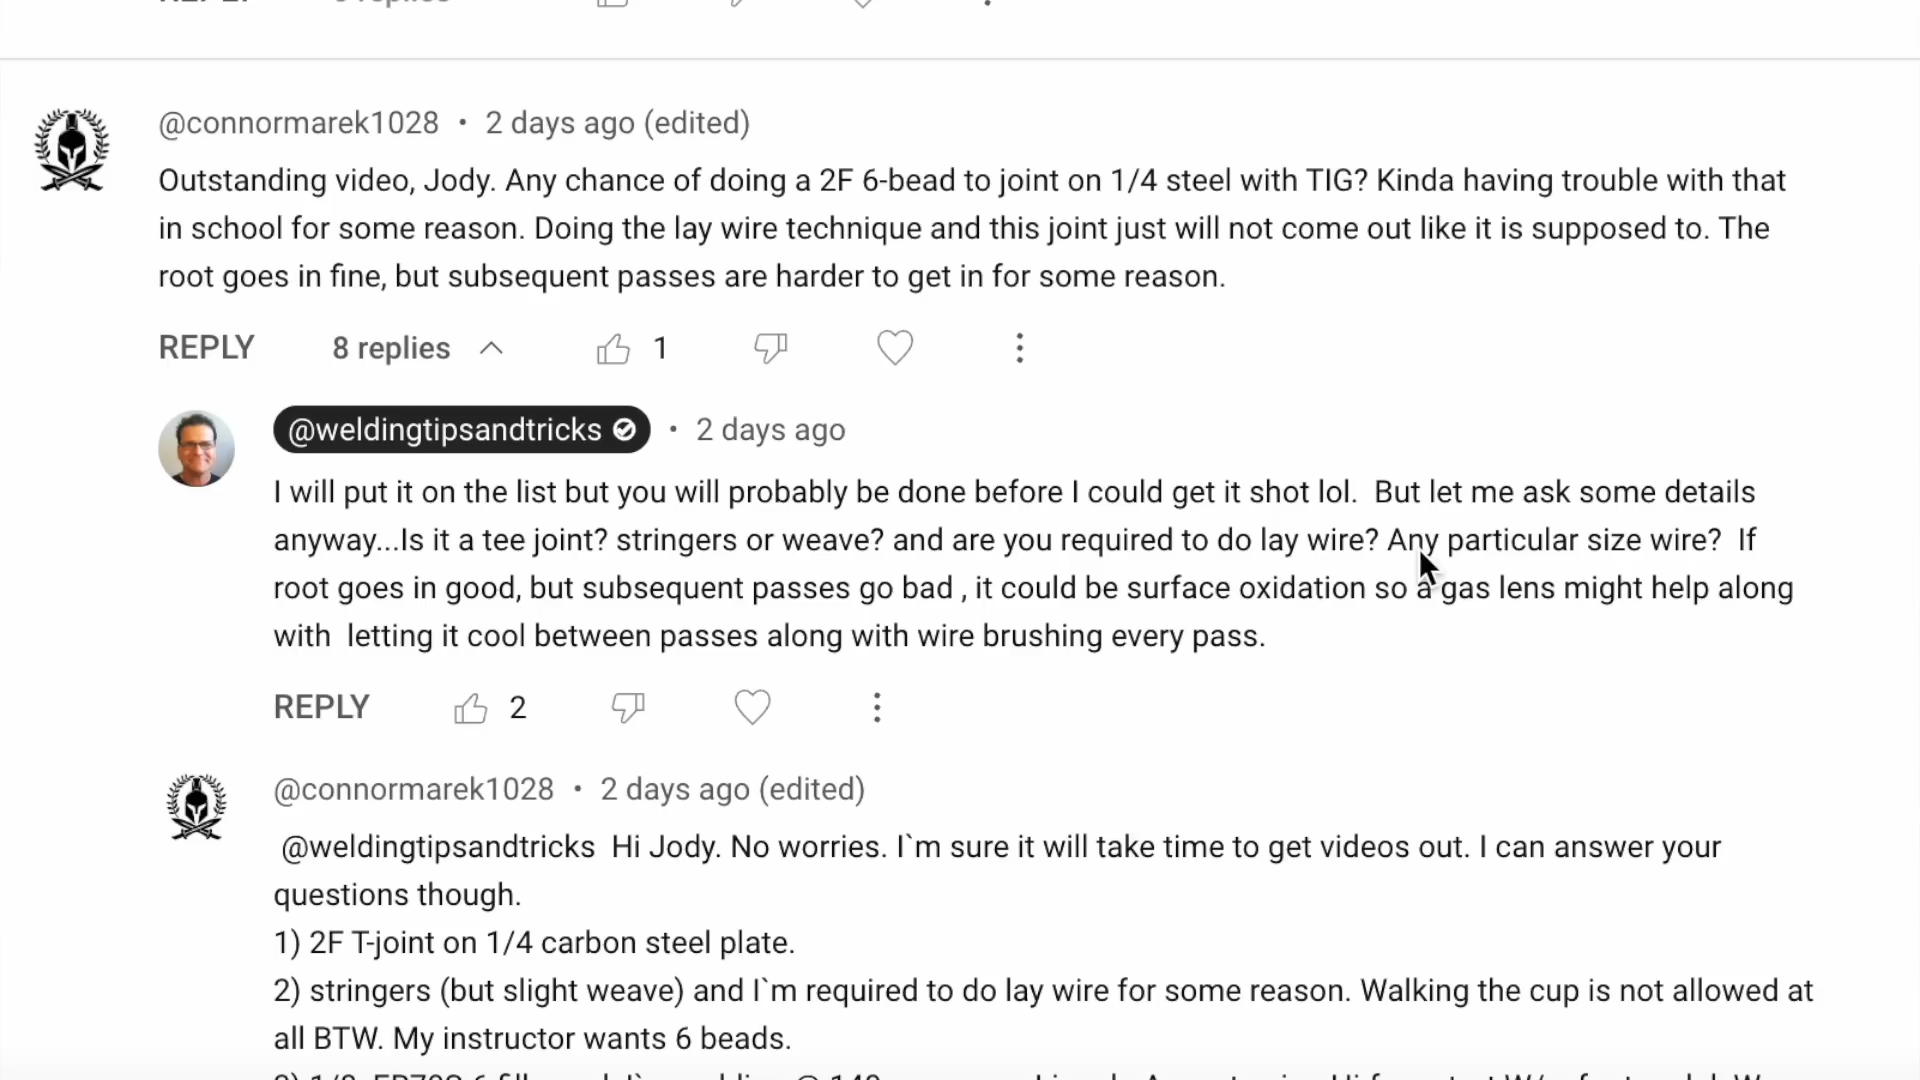 @connormarek1028 • 2 days ago (edited)
Outstanding video, Jody. Any chance of doing a 2F 6-bead to joint on 1/4 steel with TIG? Kinda having trouble with that
in school for some reason. Doing the lay wire technique and this joint just will not come out like it is supposed to. The
root goes in fine, but subsequent passes are harder to get in for some reason.
REPLY 8 replies 1
@weldingtipsandtricks • 2 days ago
I will put it on the list but you will probably be done before I could get it shot lol.  But let me ask some details
anyway...Is it a tee joint? stringers or weave? and are you required to do lay wire? Any particular size wire?  If
root goes in good, but subsequent passes go bad , it could be surface oxidation so a gas lens might help along
with  letting it cool between passes along with wire brushing every pass.
REPLY 2
@connormarek1028 • 2 days ago (edited)
@weldingtipsandtricks  Hi Jody. No worries. I`m sure it will take time to get videos out. I can answer your
questions though.
1) 2F T-joint on 1/4 carbon steel plate.
2) stringers (but slight weave) and I`m required to do lay wire for some reason. Walking the cup is not allowed at
all BTW. My instructor wants 6 beads.